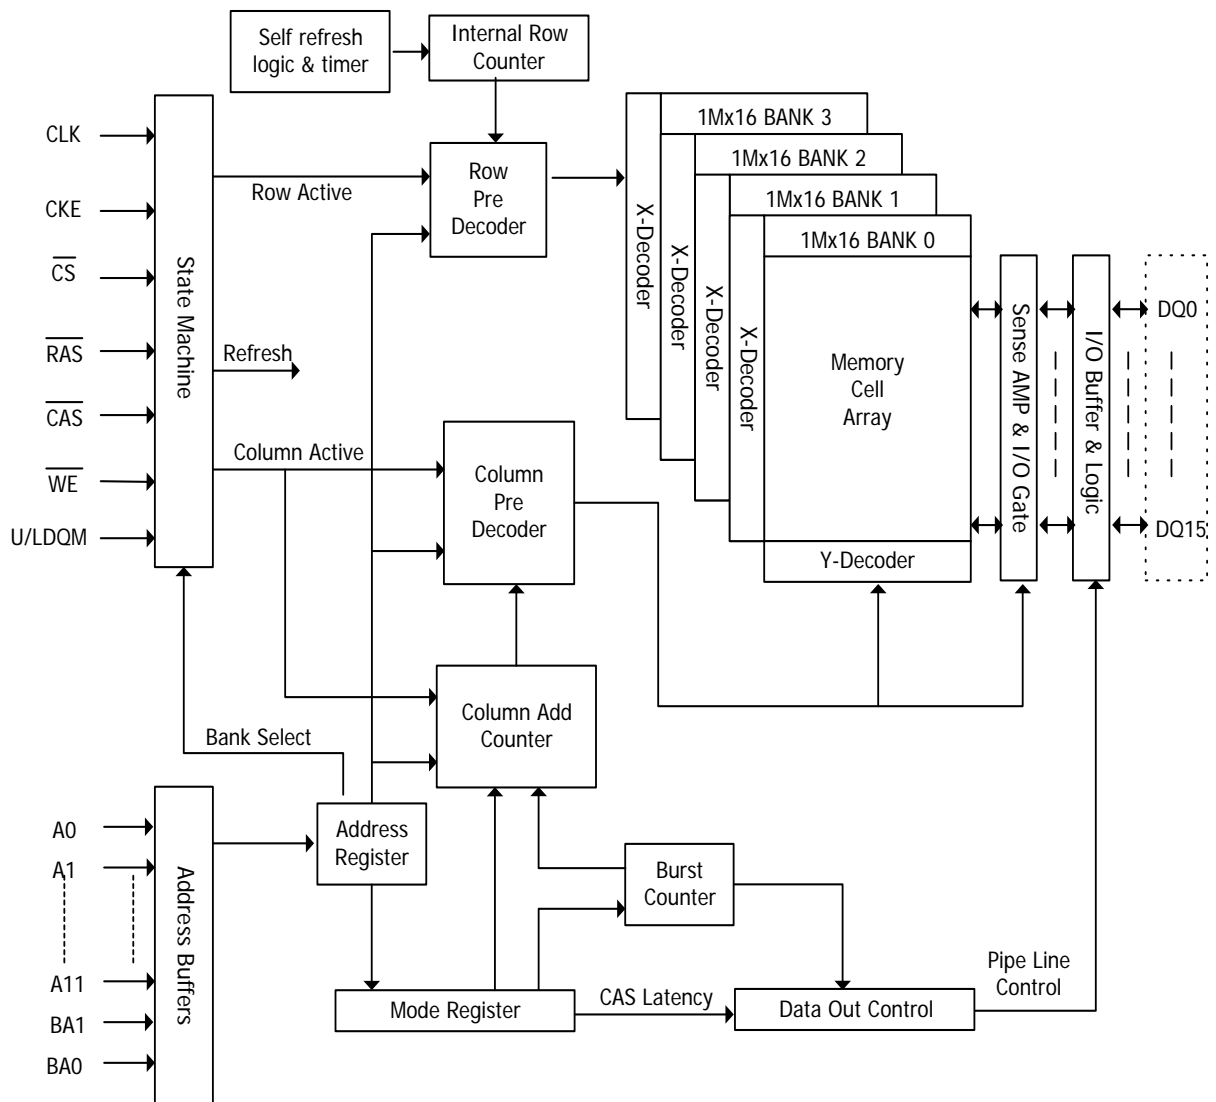 Self refresh
logic & timer
Internal Row
Counter
CLK
CKE
CS
RAS
CAS
WE
U/LDQM
State Machine
Row Active
Refresh
Column Active
Bank Select
Row
Pre
Decoder
Column
Pre
Decoder
Column Add
Counter
1Mx16 BANK 3
1Mx16 BANK 2
1Mx16 BANK 1
1Mx16 BANK 0
X-Decoder
X-Decoder
X-Decoder
X-Decoder
Memory
Cell
Array
Y-Decoder
Sense AMP & I/O Gate
I/O Buffer & Logic
DQ0
DQ15
A0
A1
A11
BA1
BA0
Address Buffers
Address
Register
Burst
Counter
Mode Register
CAS Latency
Data Out Control
Pipe Line
Control